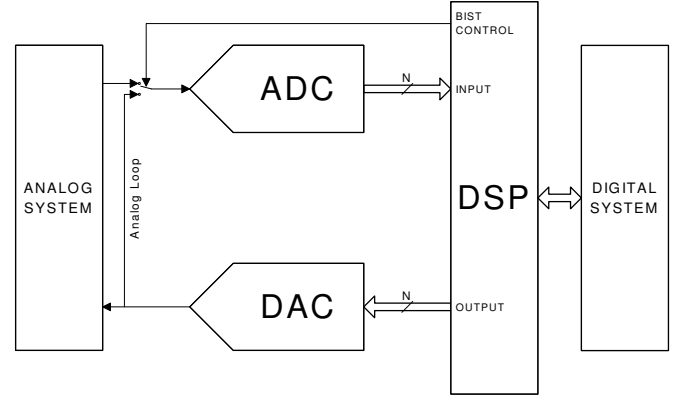 BIST
CONTROL
ADC
N
INPUT
ANALOG
SYSTEM
Analog Loop
DSP
DIGITAL
SYSTEM
DAC
N
OUTPUT